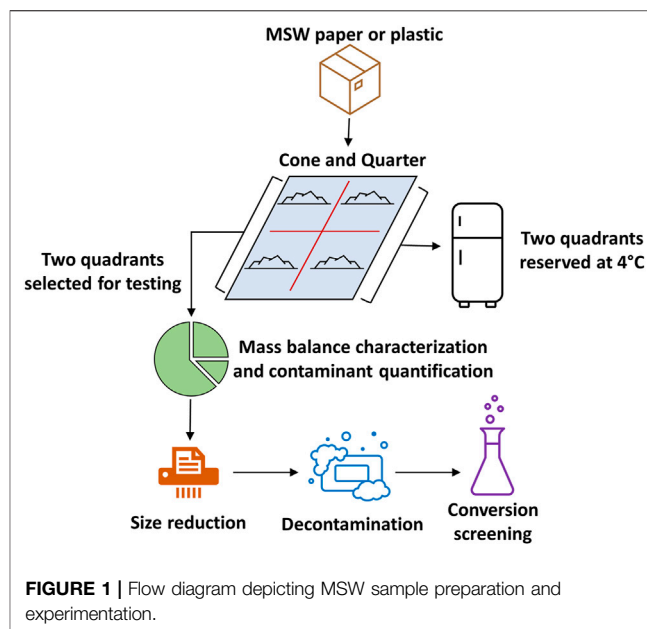 MSW paper or plastic
Cone and Quarter
Two quadrants
selected for testing
Two quadrants
reserved at 4°C
Mass balance characterization
and contaminant quantification
Size reduction
Decontamination
Conversion
screening
FIGURE 1 | Flow diagram depicting MSW sample preparation and
experimentation.